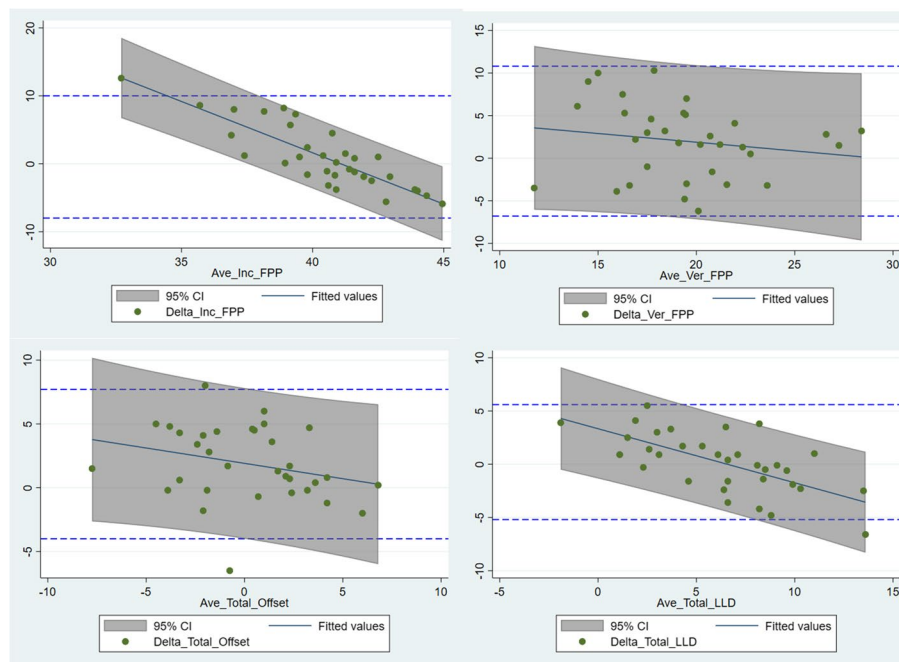 20
10
0
-10
30 35 40 45
Ave_Inc_FPP
95% CI Fitted values
Delta_Inc_FPP
15
10
5
0
-5
-10
10 15 20 25 30
Ave_Ver_FPP
95% CI Fitted values
Delta_Ver_FPP
10
5
0
-5
-10 -5 0 5 10
Ave_Total_Offset
95% CI Fitted values
Delta_Total_Offset
10
5
0
-5
-10
-5 0 5 10 15
Ave_Total_LLD
95% CI Fitted values
Delta_Total_LLD